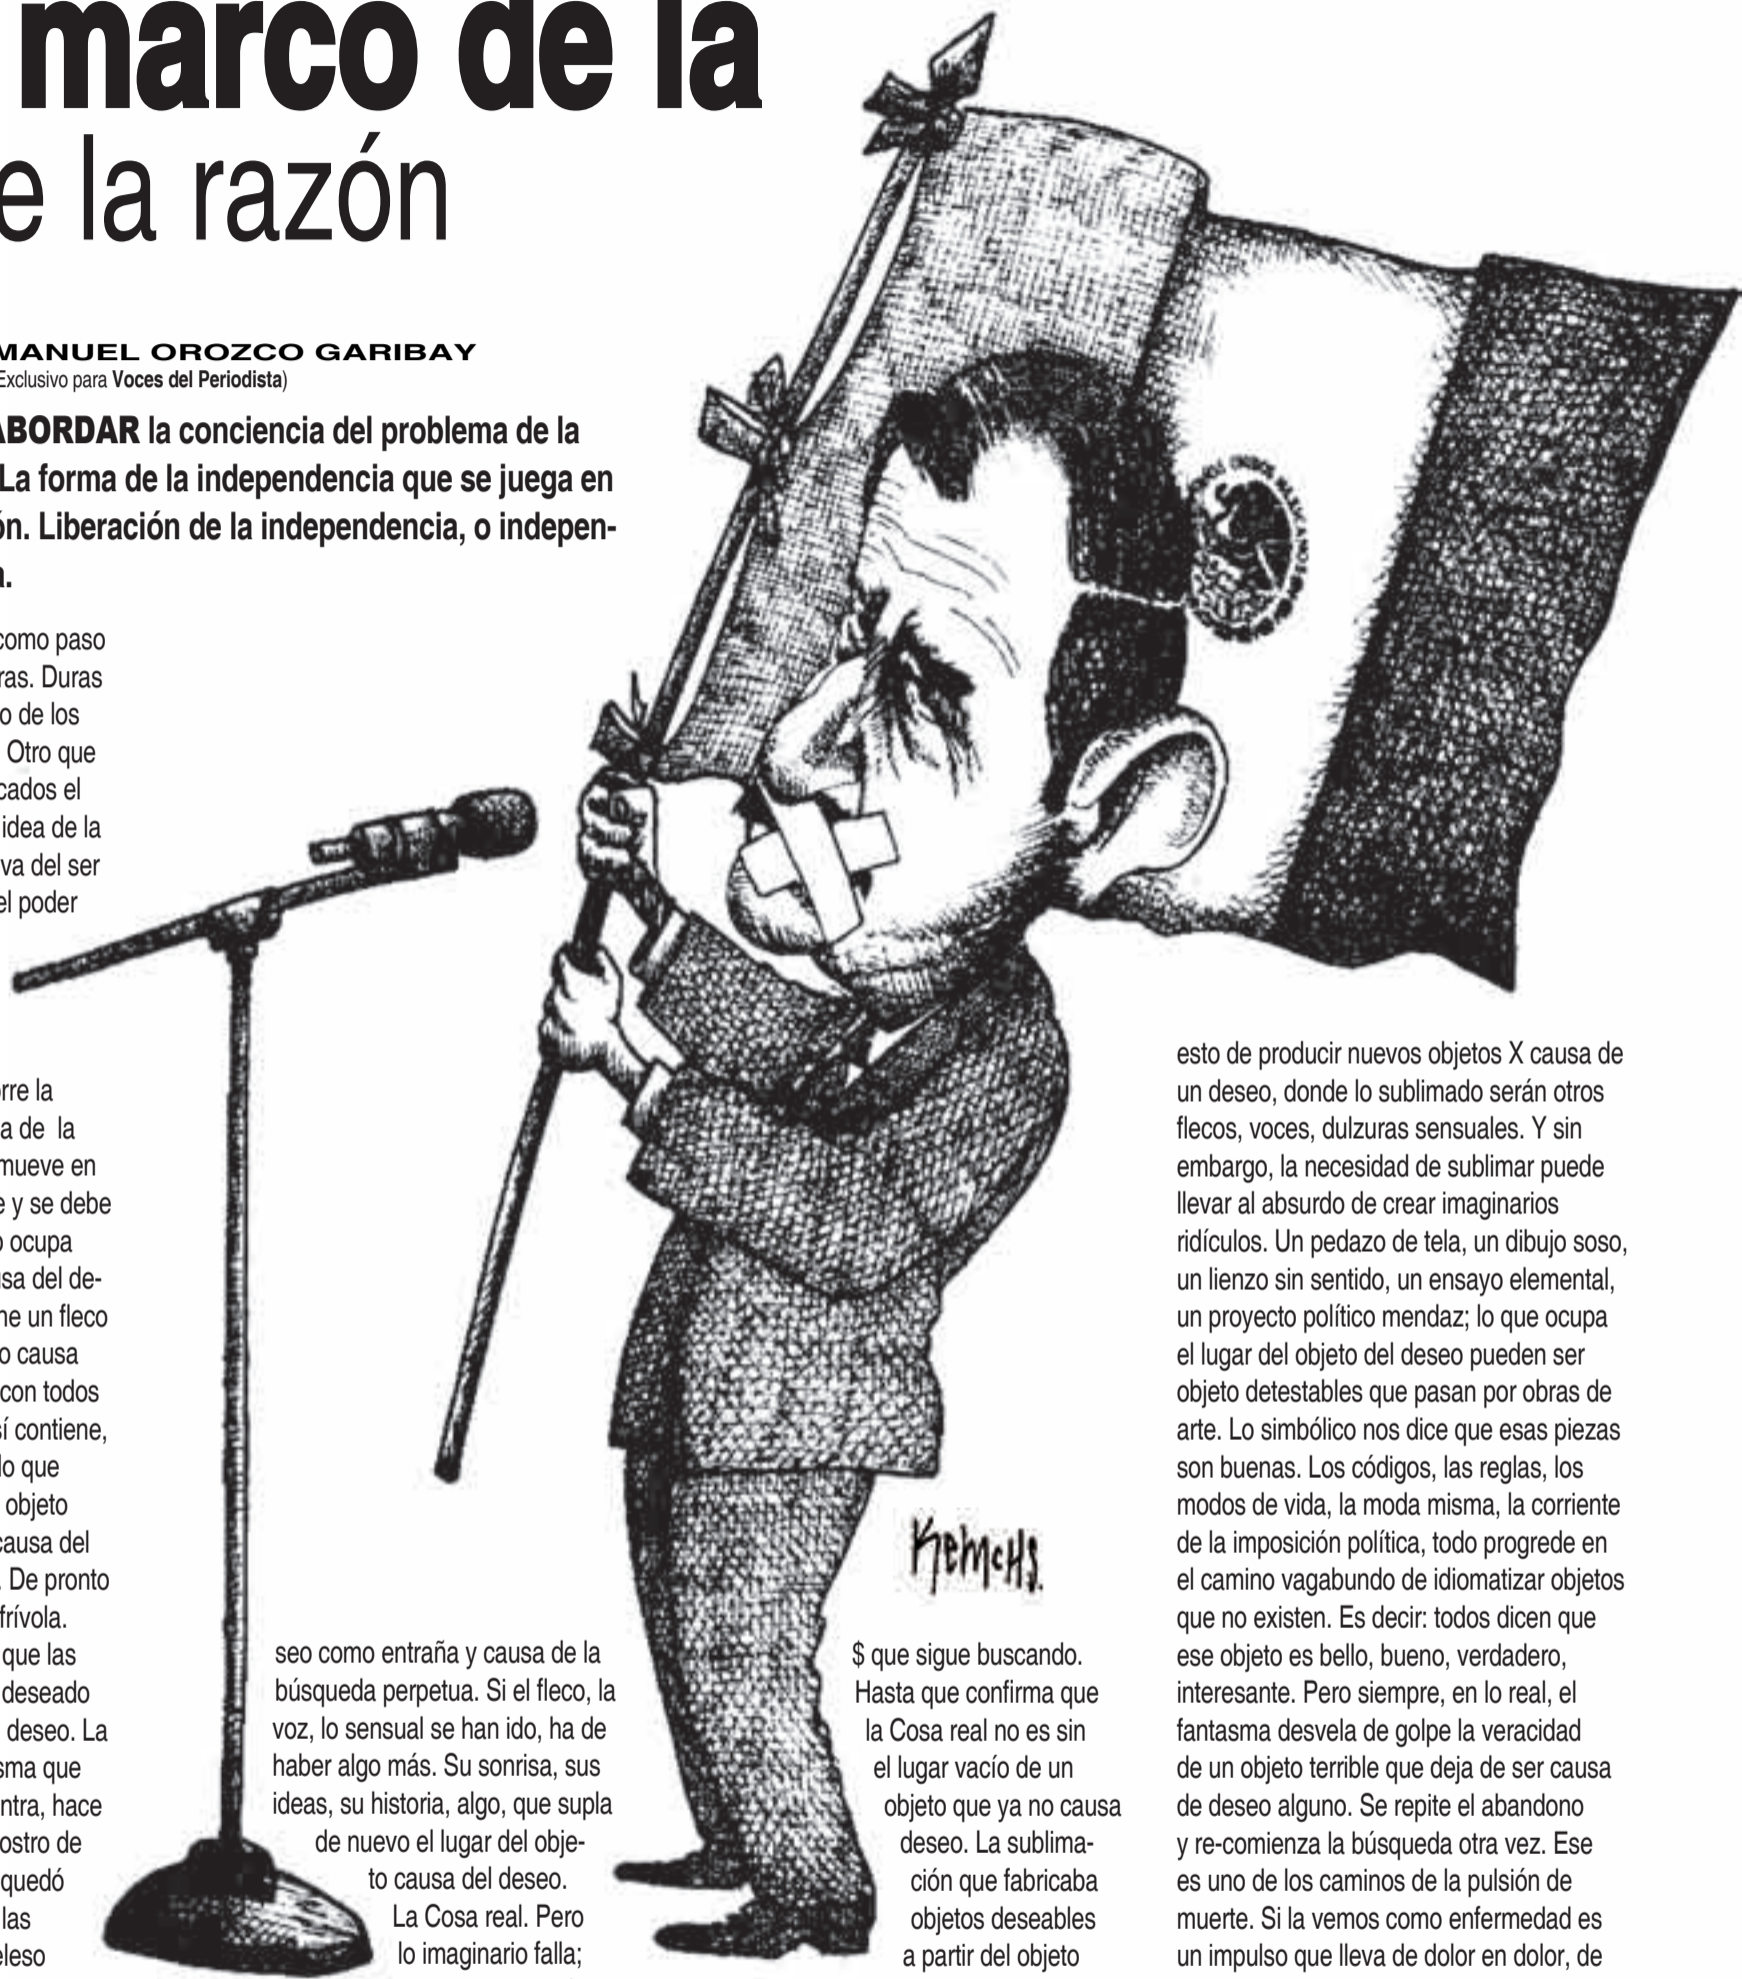 marco de la
e la razón
MANUEL OROZCO GARIBAY
Exclusivo para Voces del Periodista)
ABORDAR la conciencia del problema de la
La forma de la independencia que se juega en
ón. Liberación de la independencia, o indepen-
a.
como paso
ras. Duras
o de los
Otro que
cados el
idea de la
va del ser
el poder
orre la
a de la
mueve en
e y se debe
o ocupa
usa del de-
ne un fleco
o causa
con todos
sí contiene,
lo que
objeto
causa del
. De pronto
frívola.
que las
deseado
deseo. La
sma que
ntra, hace
ostro de
quedó
las
eleso
seo como entraña y causa de la
búsqueda perpetua. Si el fleco, la
voz, lo sensual se han ido, ha de
haber algo más. Su sonrisa, sus
ideas, su historia, algo, que supla
de nuevo el lugar del obje-
to causa del deseo.
La Cosa real. Pero
lo imaginario falla;
KEMCHS.
$ que sigue buscando.
Hasta que confirma que
la Cosa real no es sin
el lugar vacío de un
objeto que ya no causa
deseo. La sublima-
ción que fabricaba
objetos deseables
a partir del objeto
esto de producir nuevos objetos X causa de
un deseo, donde lo sublimado serán otros
flecos, voces, dulzuras sensuales. Y sin
embargo, la necesidad de sublimar puede
llevar al absurdo de crear imaginarios
ridículos. Un pedazo de tela, un dibujo soso,
un lienzo sin sentido, un ensayo elemental,
un proyecto político mendaz; lo que ocupa
el lugar del objeto del deseo pueden ser
objeto detestables que pasan por obras de
arte. Lo simbólico nos dice que esas piezas
son buenas. Los códigos, las reglas, los
modos de vida, la moda misma, la corriente
de la imposición política, todo progrede en
el camino vagabundo de idiomatizar objetos
que no existen. Es decir: todos dicen que
ese objeto es bello, bueno, verdadero,
interesante. Pero siempre, en lo real, el
fantasma desvela de golpe la veracidad
de un objeto terrible que deja de ser causa
de deseo alguno. Se repite el abandono
y re-comienza la búsqueda otra vez. Ese
es uno de los caminos de la pulsión de
muerte. Si la vemos como enfermedad es
un impulso que lleva de dolor en dolor, de